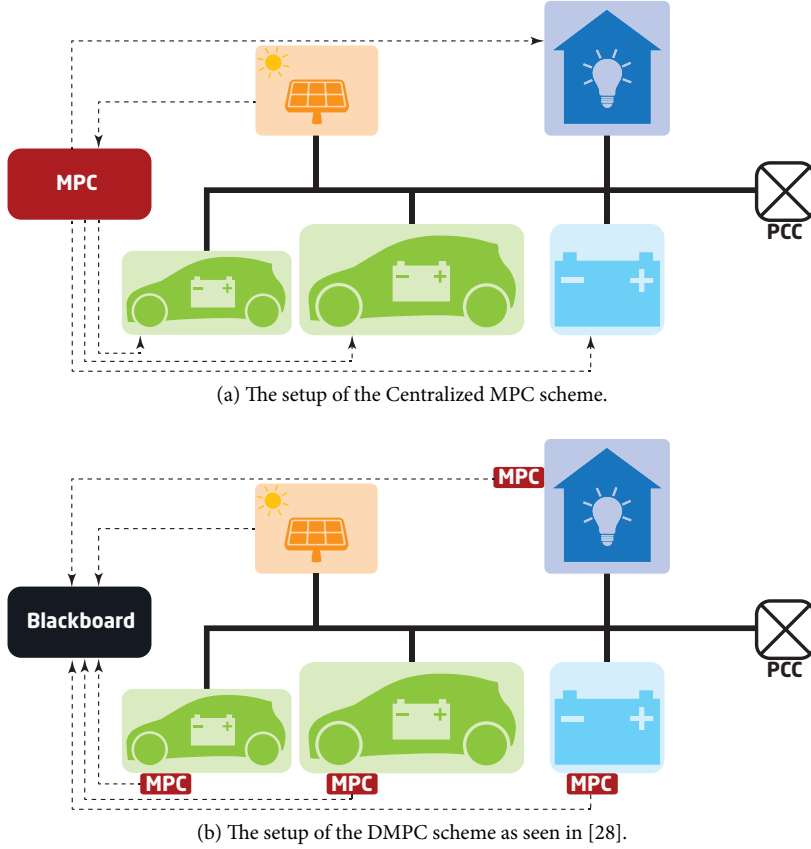 MPC
PCC
(a) The setup of the Centralized MPC scheme.
MPC
Blackboard
PCC
MPC MPC MPC
(b) The setup of the DMPC scheme as seen in [28].